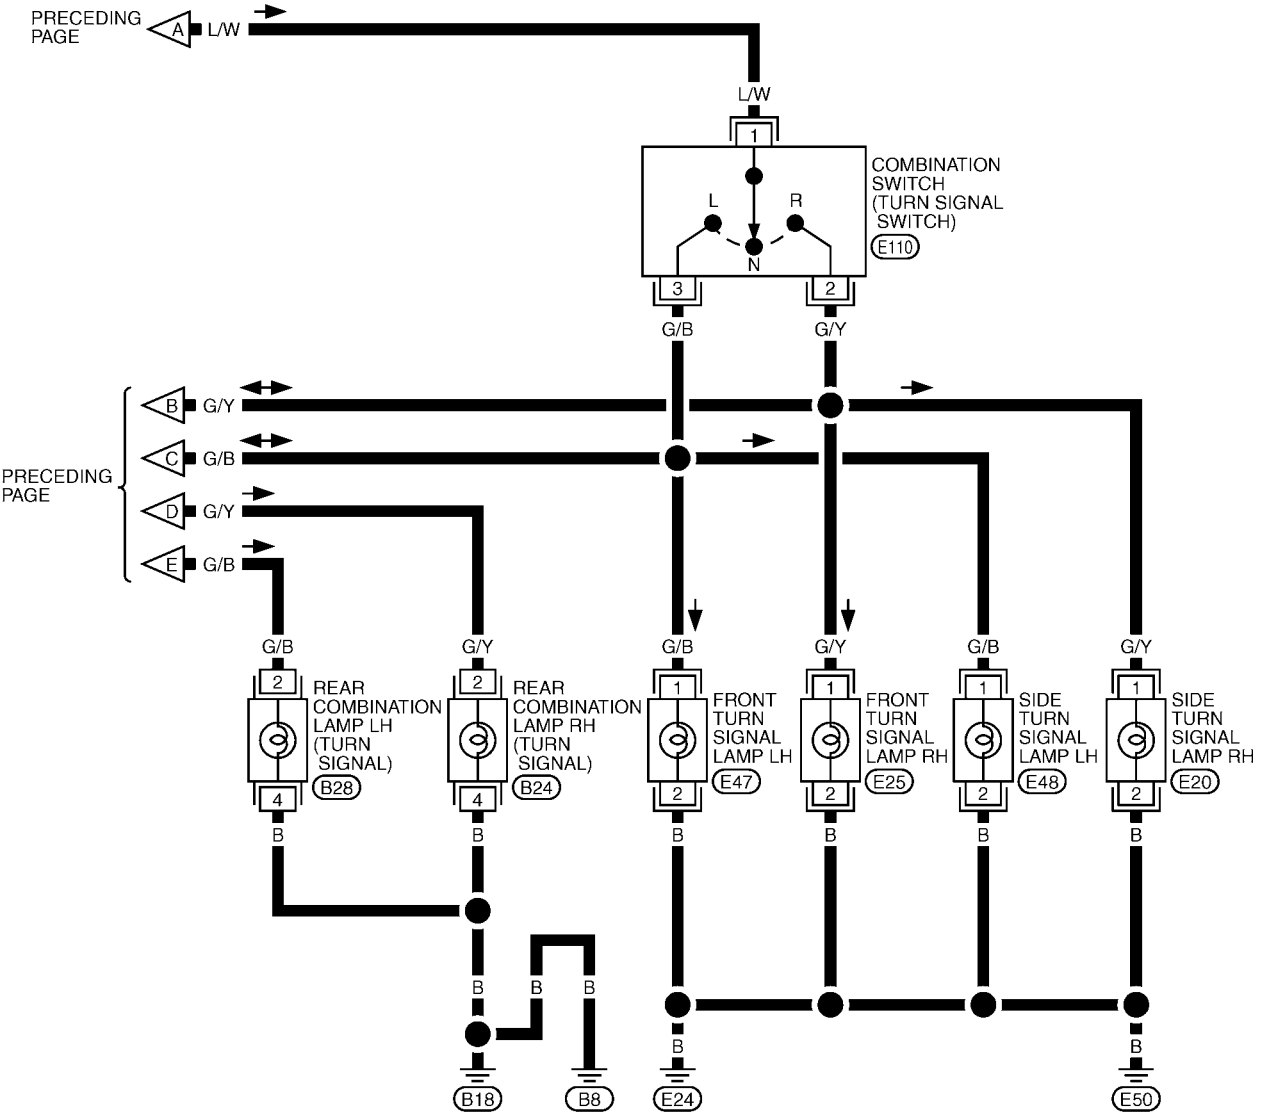 PRECEDING
PAGE
A
L/W
L/W
1
COMBINATION
SWITCH
(TURN SIGNAL
SWITCH)
E110
L
R
N
3
2
G/B
G/Y
PRECEDING
PAGE
B
G/Y
C
G/B
D
G/Y
E
G/B
G/B
G/Y
G/B
G/Y
G/B
G/Y
2
2
1
1
1
1
REAR
COMBINATION
LAMP LH
(TURN
SIGNAL)
B28
REAR
COMBINATION
LAMP RH
(TURN
SIGNAL)
B24
FRONT
TURN
SIGNAL
LAMP LH
E47
FRONT
TURN
SIGNAL
LAMP RH
E25
SIDE
TURN
SIGNAL
LAMP LH
E48
SIDE
TURN
SIGNAL
LAMP RH
E20
4
4
2
2
2
2
B
B
B
B
B
B
B
B
B
B
B
B18
B8
E24
E50